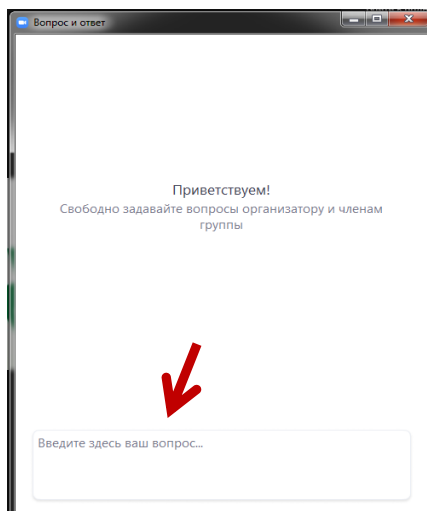 Вопрос и ответ
Приветствуем!
Свободно задавайте вопросы организатору и членам
группы
Введите здесь ваш вопрос...